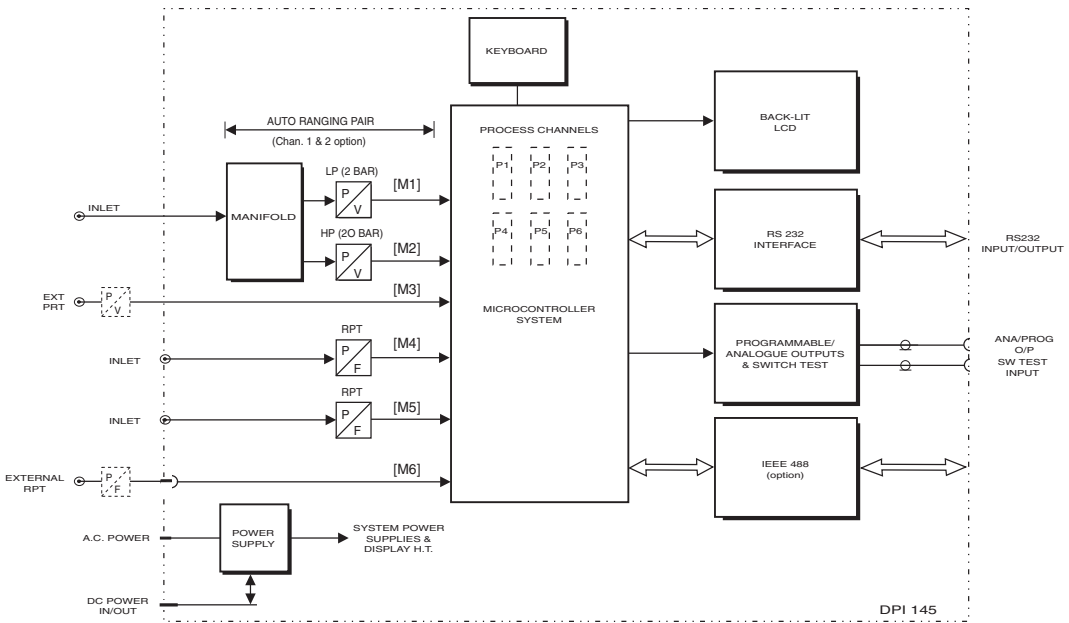 KEYBOARD
AUTO RANGING PAIR
(Chan. 1 & 2 option)
INLET
MANIFOLD
LP (2 BAR)
P
V
[M1]
HP (2O BAR)
P
V
[M2]
EXT
PRT
P
V
[M3]
INLET
RPT
P
F
[M4]
INLET
RPT
P
F
[M5]
EXTERNAL
RPT
P
F
[M6]
A.C. POWER
POWER
SUPPLY
SYSTEM POWER
SUPPLIES &
DISPLAY H.T.
DC POWER
IN/OUT
PROCESS CHANNELS
P1 P2 P3
P4 P5 P6
MICROCONTROLLER
SYSTEM
BACK-LIT
LCD
RS 232
INTERFACE
RS232
INPUT/OUTPUT
PROGRAMMABLE/
ANALOGUE OUTPUTS
& SWITCH TEST
ANA/PROG
O/P
SW TEST
INPUT
IEEE 488
(option)
DPI 145